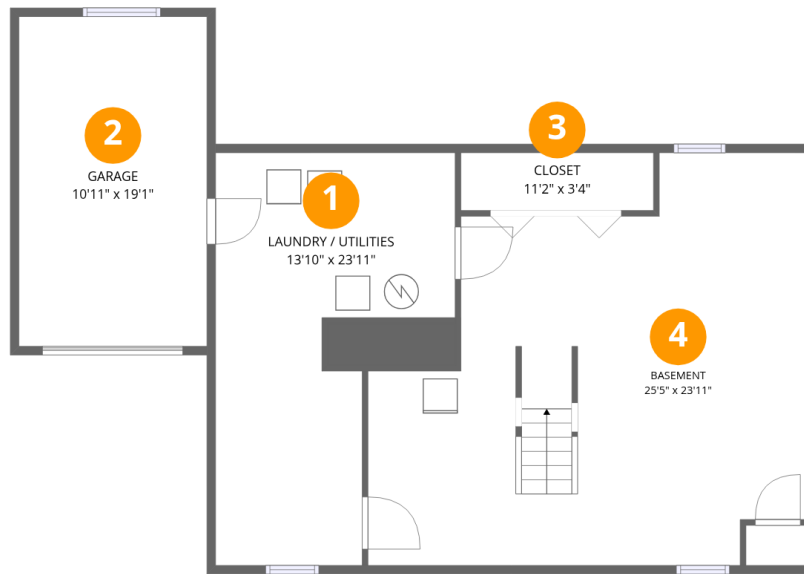 2
GARAGE
10'11" x 19'1"
3
CLOSET
11'2" x 3'4"
1
LAUNDRY / UTILITIES
13'10" x 23'11"
4
BASEMENT
25'5" x 23'11"